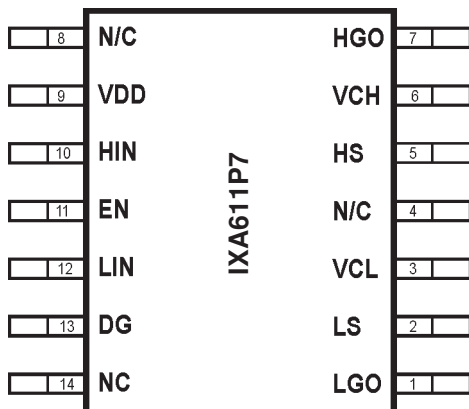 8 N/C HGO 7
9 VDD VCH 6
10 HIN HS 5
11 EN N/C 4
12 LIN VCL 3
13 DG LS 2
14 NC LGO 1
IXA611P7